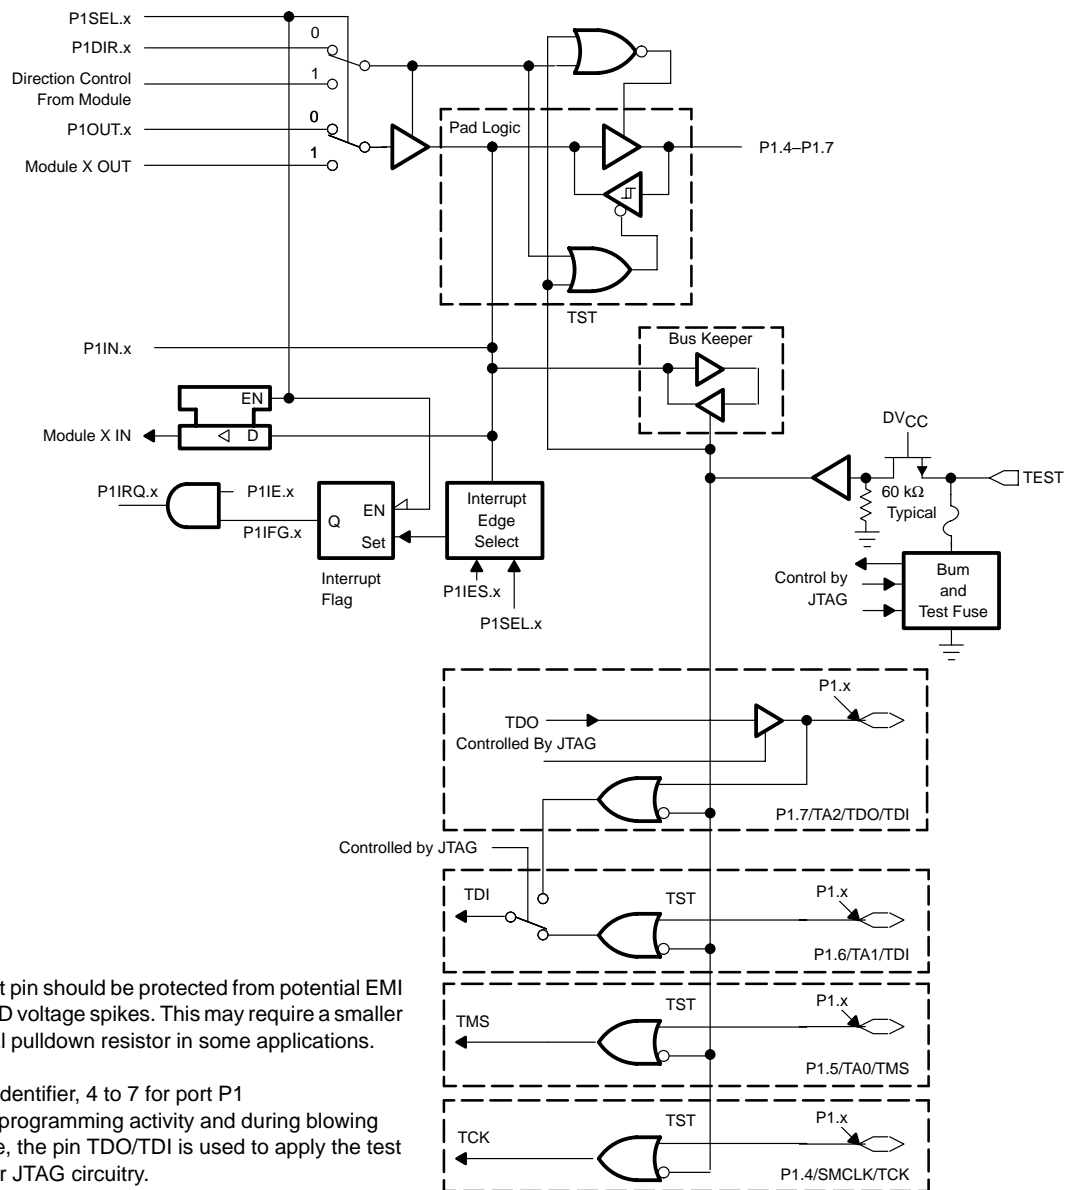 P1SEL.x
P1DIR.x
0
Direction Control
From Module
1
P1OUT.x
0
Module X OUT
1
Pad Logic
P1.4–P1.7
TST
P1IN.x
Bus Keeper
EN
Module X IN
D
P1IRQ.x
P1IE.x
P1IFG.x
Q
EN
Set
Interrupt
Flag
Interrupt
Edge
Select
P1IES.x
P1SEL.x
DVCC
TEST
60 kΩ
Typical
Control by
JTAG
Bum
and
Test Fuse
P1.x
TDO
Controlled By JTAG
P1.7/TA2/TDO/TDI
Controlled by JTAG
TDI
TST
P1.x
P1.6/TA1/TDI
TMS
TST
P1.x
P1.5/TA0/TMS
TCK
TST
P1.x
P1.4/SMCLK/TCK
t pin should be protected from potential EMI
D voltage spikes. This may require a smaller
l pulldown resistor in some applications.
dentifier, 4 to 7 for port P1
programming activity and during blowing
e, the pin TDO/TDI is used to apply the test
r JTAG circuitry.